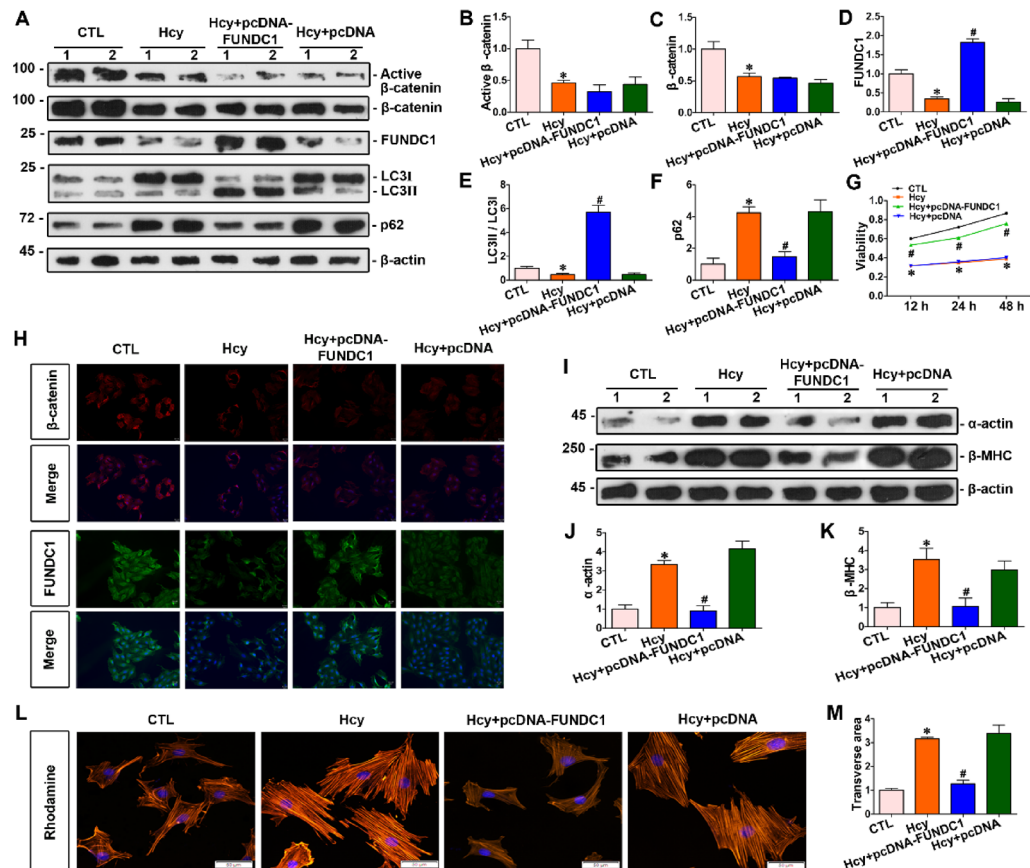 A
CTL Hcy Hcy+pcDNA-FUNDC1 Hcy+pcDNA
1 2 1 2 1 2 1 2
100 - - Active β-catenin
100 - - β-catenin
25 - - FUNDC1
25 - - LC3I
- LC3II
72 - - p62
45 - - β-actin
B
Active β -catenin
0.0 0.5 1.0 1.5
*
CTL Hcy Hcy+pcDNA-FUNDC1 Hcy+pcDNA
C
β -catenin
0.0 0.5 1.0 1.5
*
CTL Hcy Hcy+pcDNA-FUNDC1 Hcy+pcDNA
D
FUNDC1
0.0 0.5 1.0 1.5 2.0
* #
CTL Hcy Hcy+pcDNA-FUNDC1 Hcy+pcDNA
E
LC3II / LC3I
0 2 4 6 8
* #
CTL Hcy Hcy+pcDNA-FUNDC1 Hcy+pcDNA
F
p62
0 2 4 6
* #
CTL Hcy Hcy+pcDNA-FUNDC1 Hcy+pcDNA
G
CTL
Hcy
Hcy+pcDNA-FUNDC1
Hcy+pcDNA
Viability
0.0 0.2 0.4 0.6 0.8 1.0
# # #
* * *
12 h 24 h 48 h
H
CTL Hcy Hcy+pcDNA-FUNDC1 Hcy+pcDNA
β-catenin
Merge
FUNDC1
Merge
I
CTL Hcy Hcy+pcDNA-FUNDC1 Hcy+pcDNA
1 2 1 2 1 2 1 2
45 - - α-actin
250 - - β-MHC
45 - - β-actin
J
α-actin
0 1 2 3 4 5
* #
CTL Hcy Hcy+pcDNA-FUNDC1 Hcy+pcDNA
K
β -MHC
0 1 2 3 4 5
* #
CTL Hcy Hcy+pcDNA-FUNDC1 Hcy+pcDNA
L
CTL Hcy Hcy+pcDNA-FUNDC1 Hcy+pcDNA
Rhodamine
50 μm 50 μm 50 μm 50 μm
M
Transverse area
0 1 2 3 4
* #
CTL Hcy Hcy+pcDNA-FUNDC1 Hcy+pcDNA